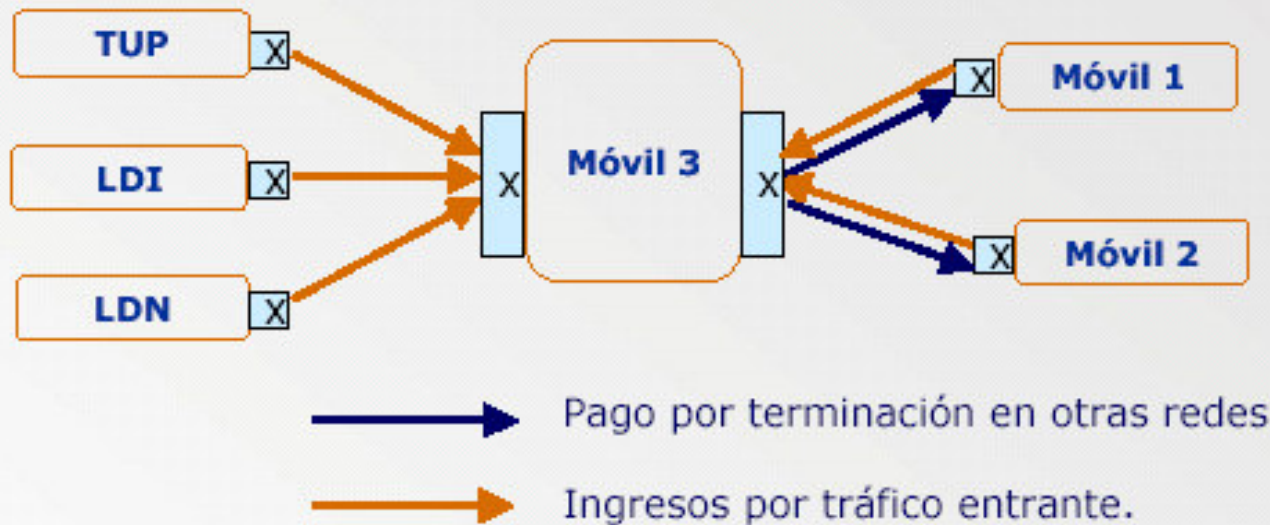 TUP
X
Móvil 1
X
LDI
X
X
Móvil 3
X
LDN
X
Móvil 2
X
Pago por terminación en otras redes
Ingresos por tráfico entrante.